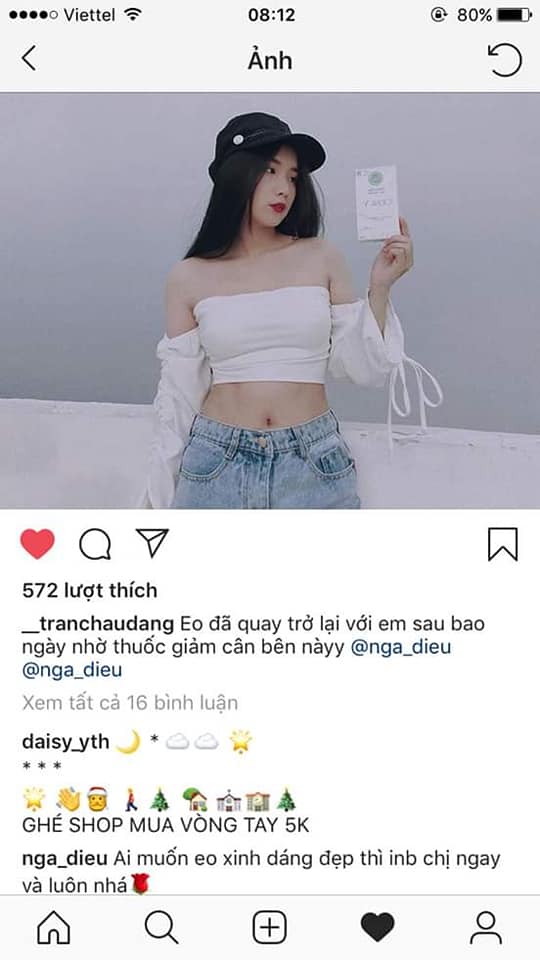 Viettel 08:12 80%
Ảnh
572 lượt thích
__tranchaudang Eo đã quay trở lại với em sau bao
ngày nhờ thuốc giảm cân bên nàyy @nga_dieu
@nga_dieu
Xem tất cả 16 bình luận
daisy_yth 🌙 * ☁️☁️ 🌟
* * *
🌟 👋🎅 🚶🎄 🏡💒🏫🎄
GHÉ SHOP MUA VÒNG TAY 5K
nga_dieu Ai muốn eo xinh dáng đẹp thì inb chị ngay
và luôn nhá🌹